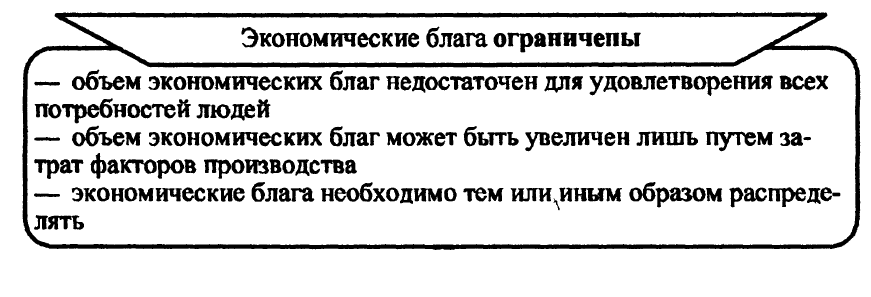 Экономические блага ограничепы
— объем экономических благ недостаточен для удовлетворения всех
потребностей людей
— объем экономических благ может быть увеличен лишь путем за-
трат факторов производства
— экономические блага необходимо тем или иным образом распреде-
лять